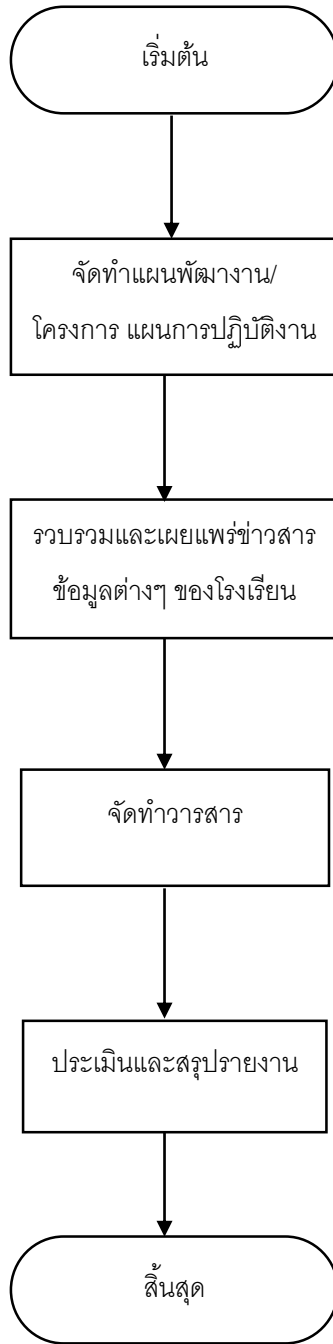 เริ่มต้น
จัดทำแผนพัฒางาน/
โครงการ แผนการปฏิบัติงาน
รวบรวมและเผยแพร่ข่าวสาร
ข้อมูลต่างๆ ของโรงเรียน
จัดทำวารสาร
ประเมินและสรุปรายงาน
สิ้นสุด